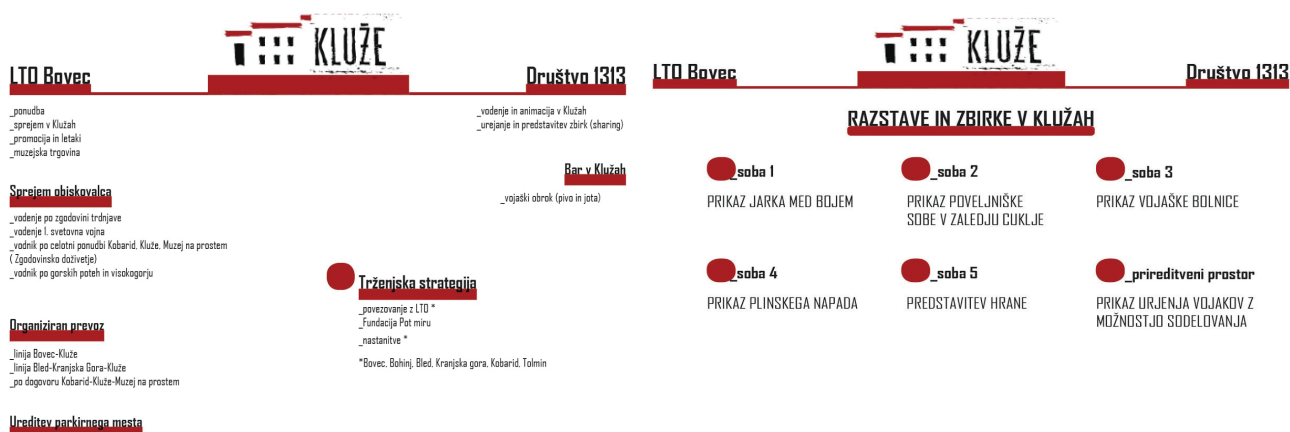 KLUŽE
LTO Bovec
Društvo 1313
_ponudba
_sprejem v Klužah
_promocija in letaki
_muzejska trgovina
_vodenje in animacija v Klužah
_urejanje in predstavitev zbirk (sharing)
Bar v Klužah
_vojaški obrok (pivo in jota)
Sprejem obiskovalca
_vodenje po zgodovini trdnjave
_vodenje I. svetovna vojna
_vodnik po celotni ponudbi Kobarid, Kluže, Muzej na prostem
( Zgodovinsko doživetje)
_vodnik po gorskih poteh in visokogorju
Trženjska strategija
_povezovanje z LTO *
_Fundacija Pot miru
_nastanitve *
*Bovec, Bohinj, Bled, Kranjska gora, Kobarid, Tolmin
Organiziran prevoz
_linija Bovec-Kluže
_linija Bled-Kranjska Gora-Kluže
_po dogovoru Kobarid-Kluže-Muzej na prostem
Ureditev parkirnega mesta
KLUŽE
LTO Bovec
Društvo 1313
RAZSTAVE IN ZBIRKE V KLUŽAH
_soba 1
PRIKAZ JARKA MED BOJEM
_soba 2
PRIKAZ POVELJNIŠKE
SOBE V ZALEDJU CUKLJE
_soba 3
PRIKAZ VOJAŠKE BOLNICE
_soba 4
PRIKAZ PLINSKEGA NAPADA
_soba 5
PREDSTAVITEV HRANE
_prireditveni prostor
PRIKAZ URJENJA VOJAKOV Z
MOŽNOSTJO SODELOVANJA